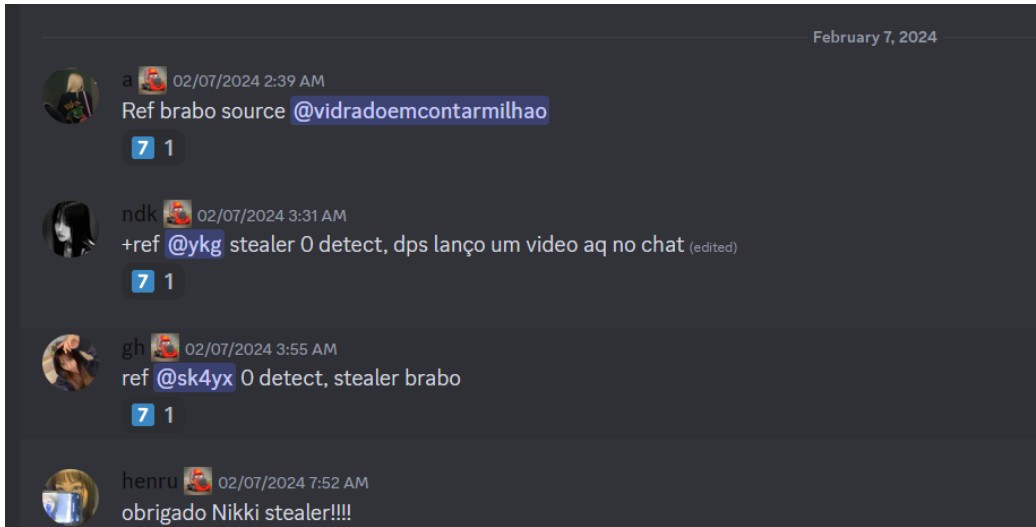 February 7, 2024
a 02/07/2024 2:39 AM
Ref brabo source @vidradoemcontarmilhao
7 1
ndk 02/07/2024 3:31 AM
+ref @ykg stealer 0 detect, dps lanço um video aq no chat (edited)
7 1
gh 02/07/2024 3:55 AM
ref @sk4yx 0 detect, stealer brabo
7 1
henru 02/07/2024 7:52 AM
obrigado Nikki stealer!!!!